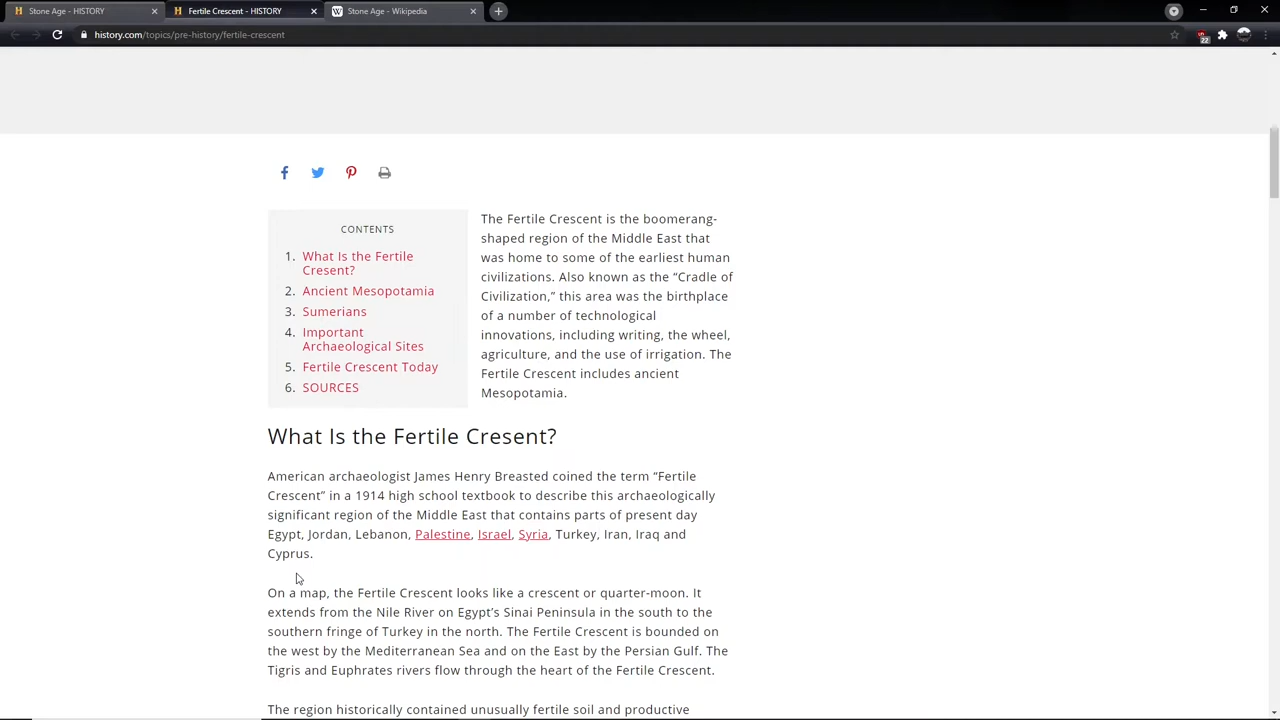 Stone Age - HISTORY
Fertile Crescent - HISTORY
Stone Age - Wikipedia
history.com/topics/pre-history/fertile-crescent
22
CONTENTS
1. What Is the Fertile
Cresent?
2. Ancient Mesopotamia
3. Sumerians
4. Important
Archaeological Sites
5. Fertile Crescent Today
6. SOURCES
The Fertile Crescent is the boomerang-
shaped region of the Middle East that
was home to some of the earliest human
civilizations. Also known as the “Cradle of
Civilization,” this area was the birthplace
of a number of technological
innovations, including writing, the wheel,
agriculture, and the use of irrigation. The
Fertile Crescent includes ancient
Mesopotamia.
What Is the Fertile Cresent?
American archaeologist James Henry Breasted coined the term “Fertile
Crescent” in a 1914 high school textbook to describe this archaeologically
significant region of the Middle East that contains parts of present day
Egypt, Jordan, Lebanon, Palestine, Israel, Syria, Turkey, Iran, Iraq and
Cyprus.
On a map, the Fertile Crescent looks like a crescent or quarter-moon. It
extends from the Nile River on Egypt’s Sinai Peninsula in the south to the
southern fringe of Turkey in the north. The Fertile Crescent is bounded on
the west by the Mediterranean Sea and on the East by the Persian Gulf. The
Tigris and Euphrates rivers flow through the heart of the Fertile Crescent.
The region historically contained unusually fertile soil and productive